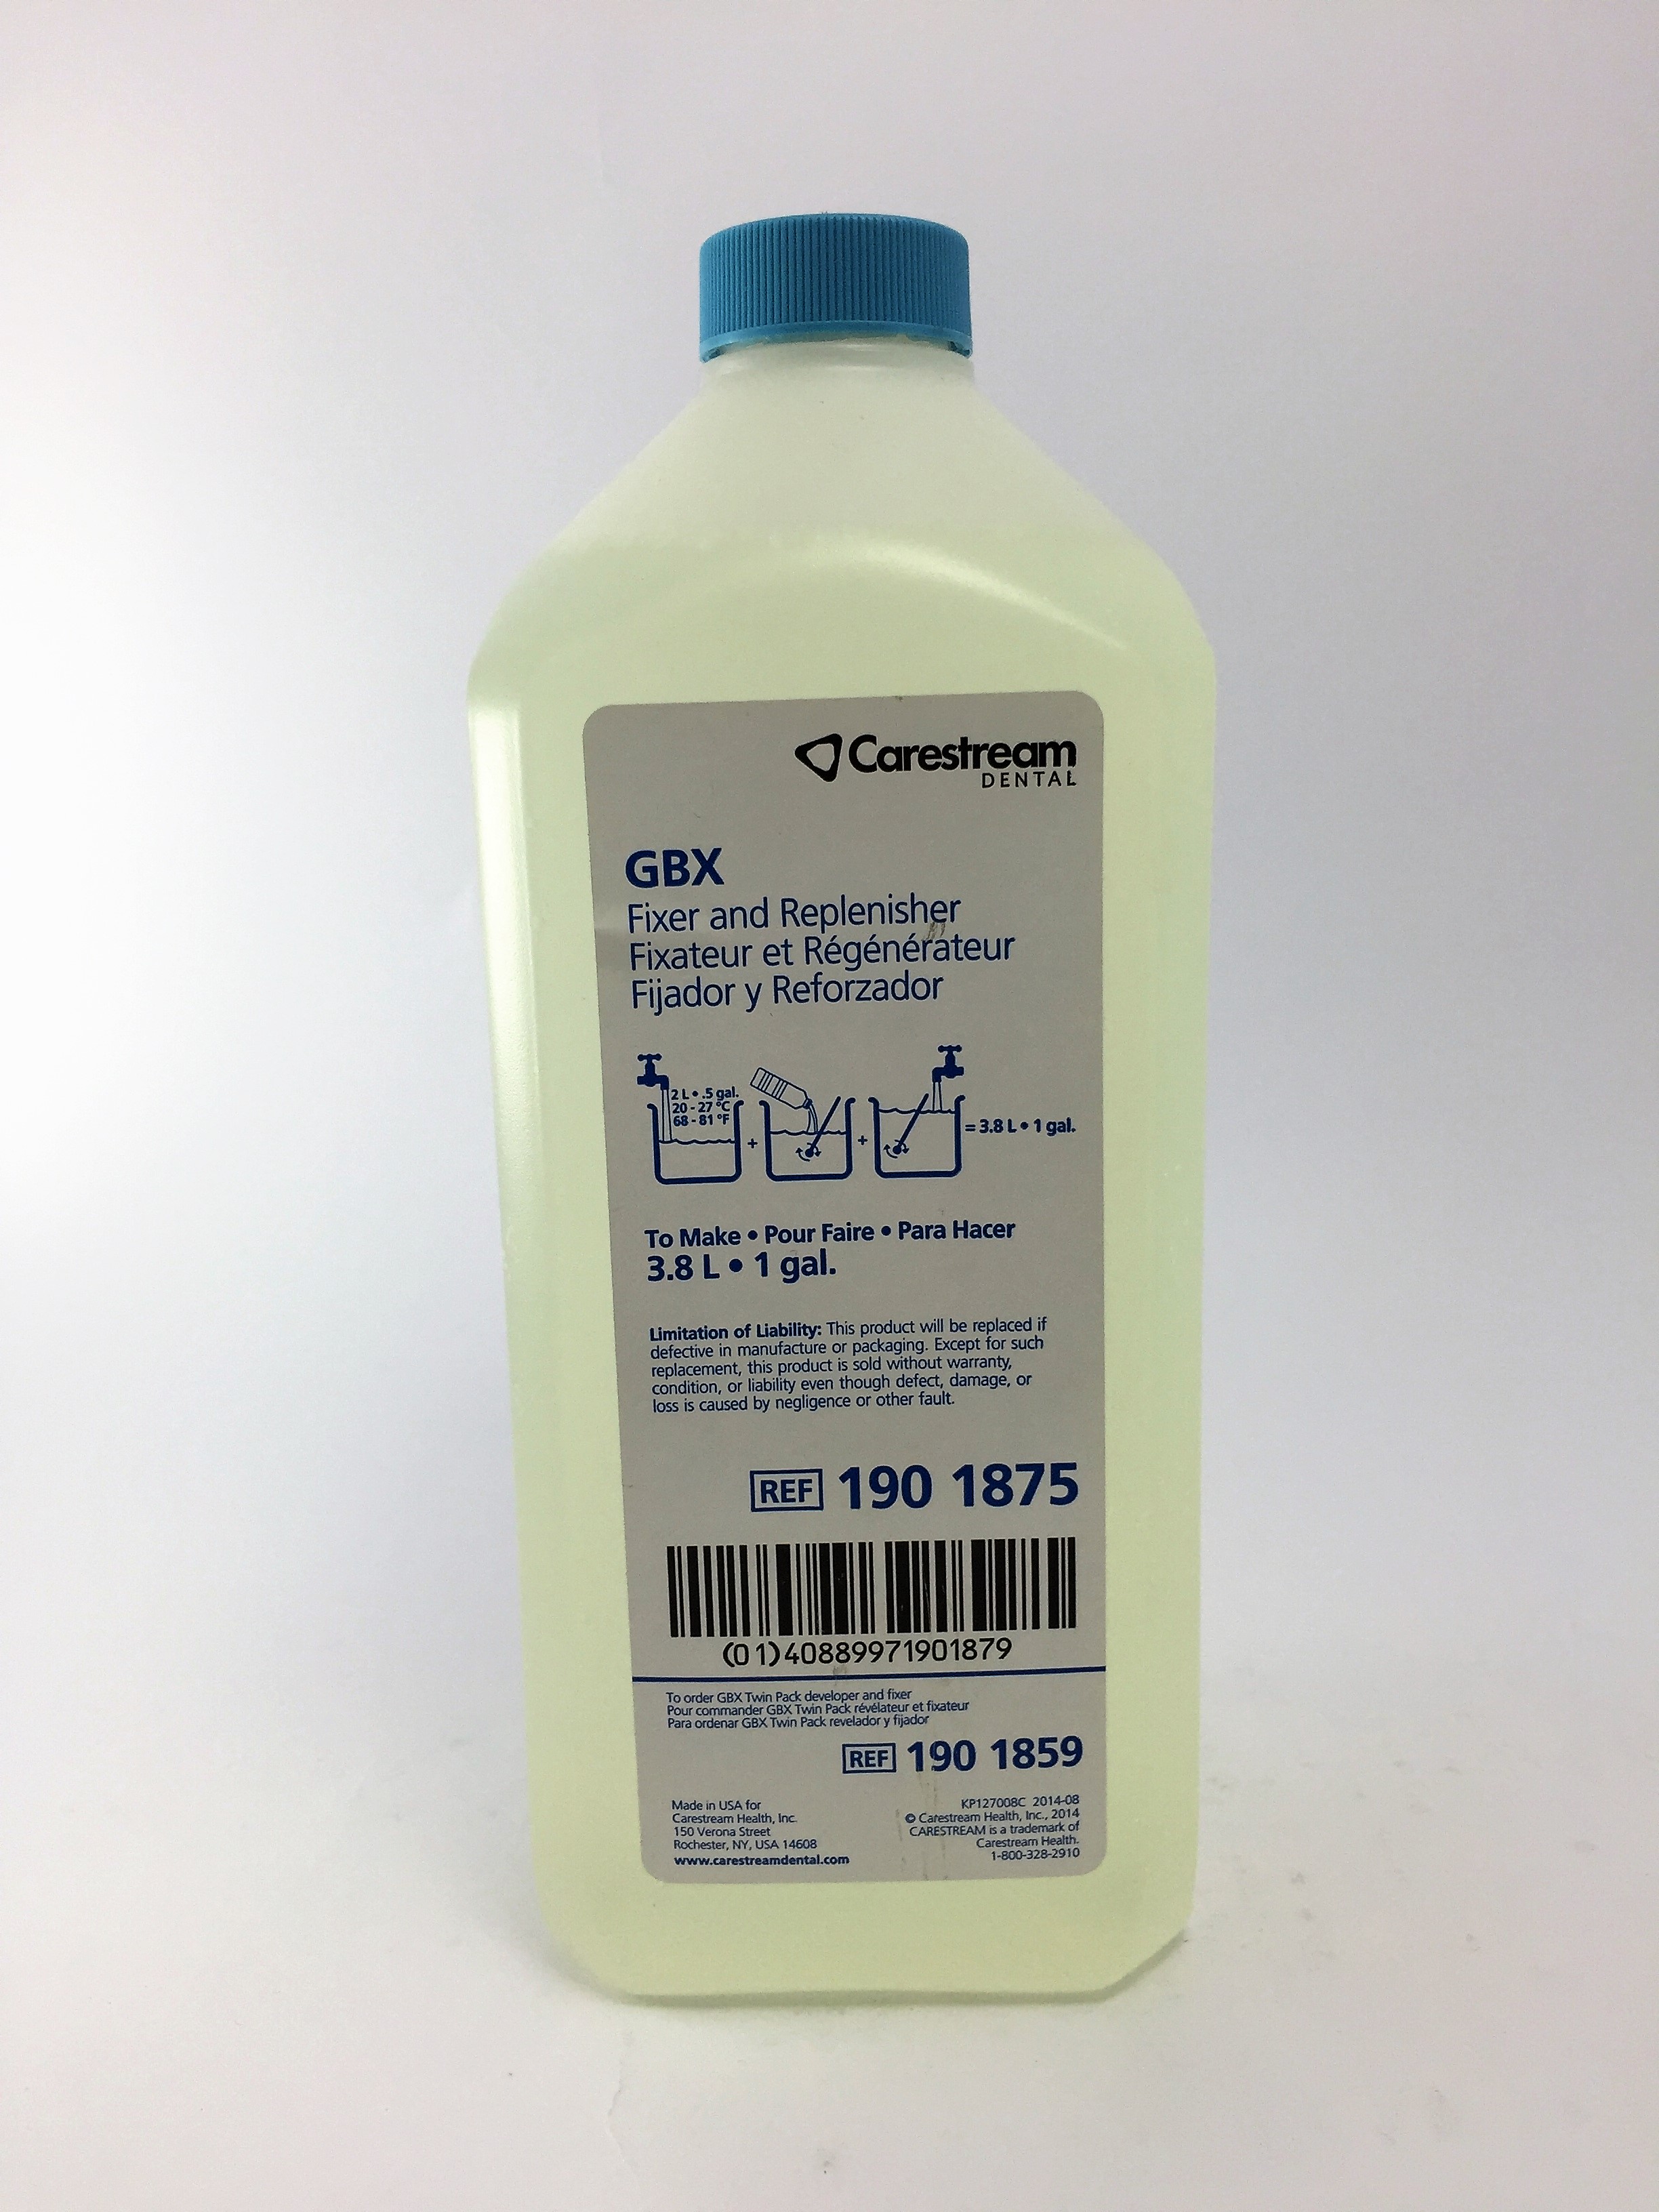 Carestream
DENTAL
GBX
Fixer and Replenisher
Fixateur et Régénérateur
Fijador y Reforzador
2 L • .5 gal.
20 - 27 °C
68 - 81 °F
+
+
= 3.8 L • 1 gal.
To Make • Pour Faire • Para Hacer
3.8 L • 1 gal.
Limitation of Liability: This product will be replaced if
defective in manufacture or packaging. Except for such
replacement, this product is sold without warranty,
condition, or liability even though defect, damage, or
loss is caused by negligence or other fault.
REF 190 1875
(01)40889971901879
To order GBX Twin Pack developer and fixer
Pour commander GBX Twin Pack révélateur et fixateur
Para ordenar GBX Twin Pack revelador y fijador
REF 190 1859
Made in USA for
Carestream Health, Inc.
150 Verona Street
Rochester, NY, USA 14608
www.carestreamdental.com
KP127008C 2014-08
© Carestream Health, Inc., 2014
CARESTREAM is a trademark of
Carestream Health.
1-800-328-2910